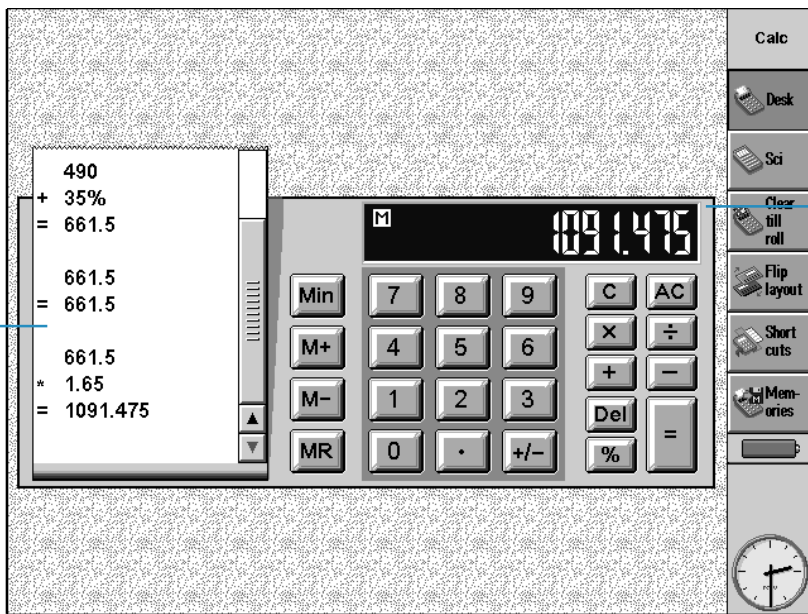 490
+ 35%
= 661.5
661.5
= 661.5
661.5
* 1.65
= 1091.475
M
1091.475
Min
7
8
9
C
AC
M+
4
5
6
×
÷
+
−
M−
1
2
3
Del
=
MR
0
.
+/−
%
Calc
Desk
Sci
Clear
till
roll
Flip
layout
Short
cuts
M
Mem-
ories